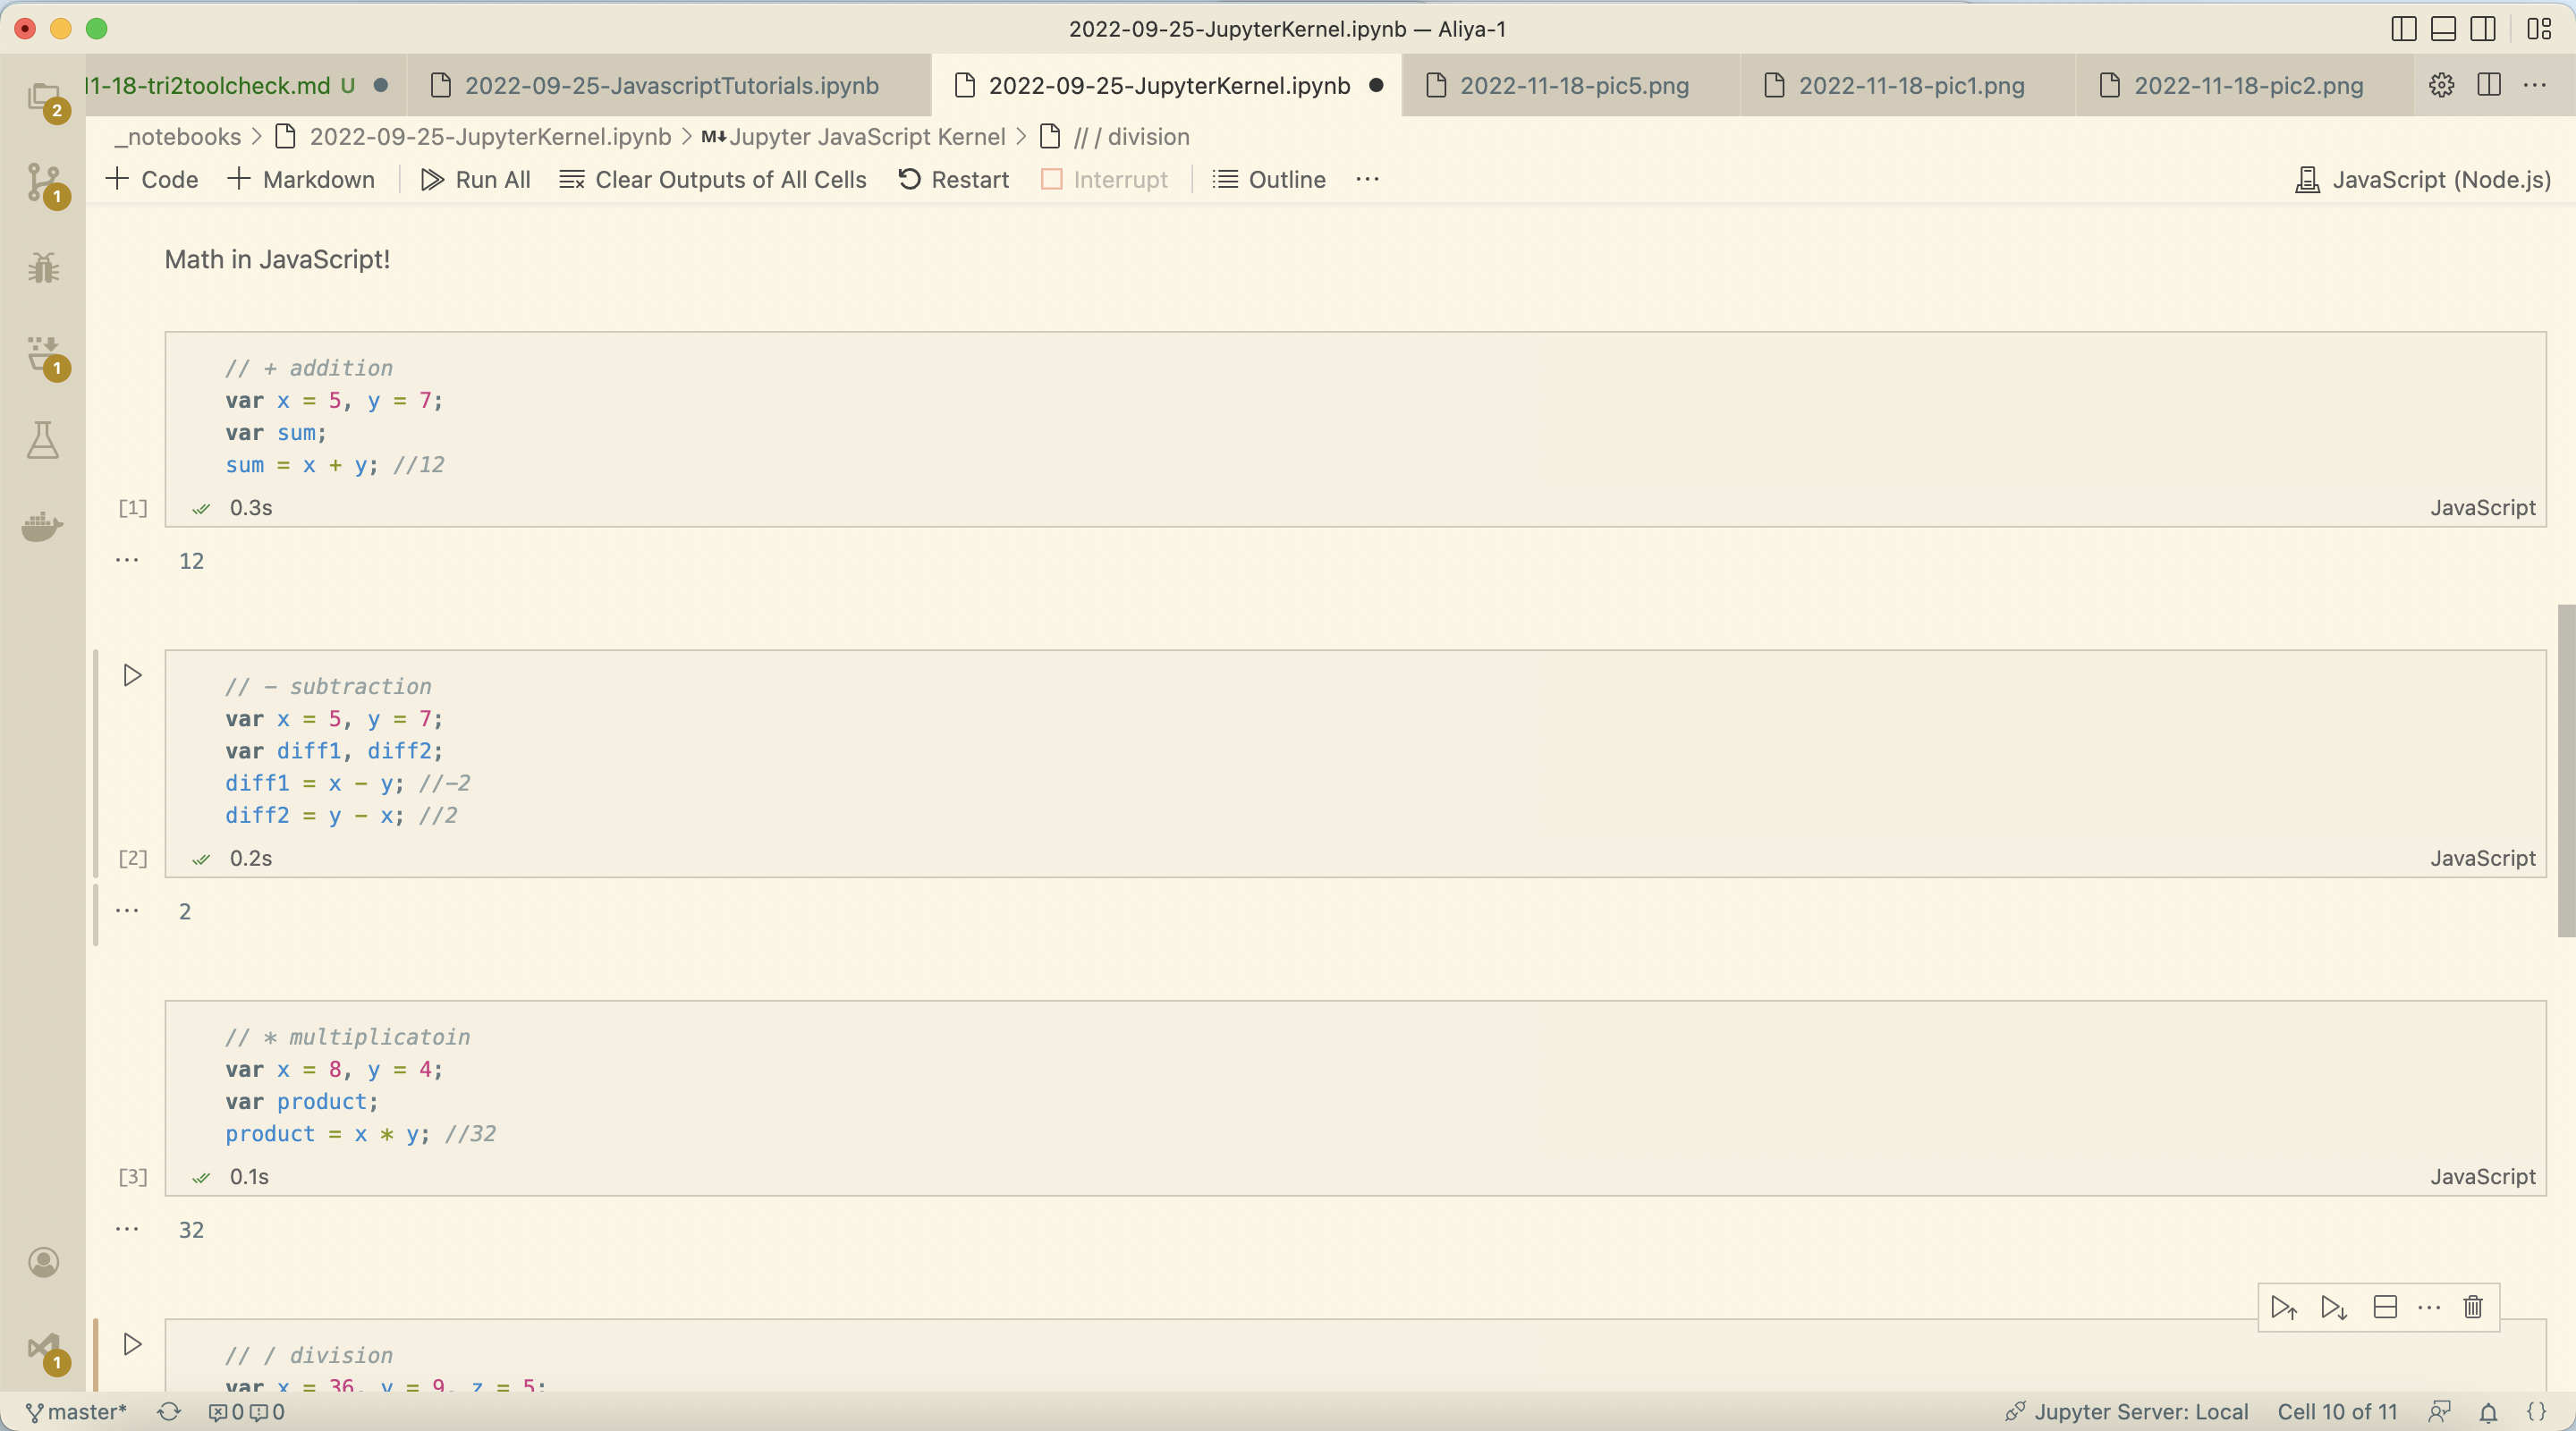 2022-09-25-JupyterKernel.ipynb — Aliya-1
11-18-tri2toolcheck.md U 2022-09-25-JavascriptTutorials.ipynb 2022-09-25-JupyterKernel.ipynb 2022-11-18-pic5.png 2022-11-18-pic1.png 2022-11-18-pic2.png
_notebooks > 2022-09-25-JupyterKernel.ipynb > M↓ Jupyter JavaScript Kernel > // / division
+ Code + Markdown Run All Clear Outputs of All Cells Restart Interrupt Outline ... JavaScript (Node.js)
2
1
1
Math in JavaScript!
// + addition
var x = 5, y = 7;
var sum;
sum = x + y; //12
[1] 0.3s JavaScript
... 12
// - subtraction
var x = 5, y = 7;
var diff1, diff2;
diff1 = x - y; //-2
diff2 = y - x; //2
[2] 0.2s JavaScript
... 2
// * multiplicatoin
var x = 8, y = 4;
var product;
product = x * y; //32
[3] 0.1s JavaScript
... 32
// / division
var x = 36, y = 9, z = 5;
1
master* 0 0 Jupyter Server: Local Cell 10 of 11 {}